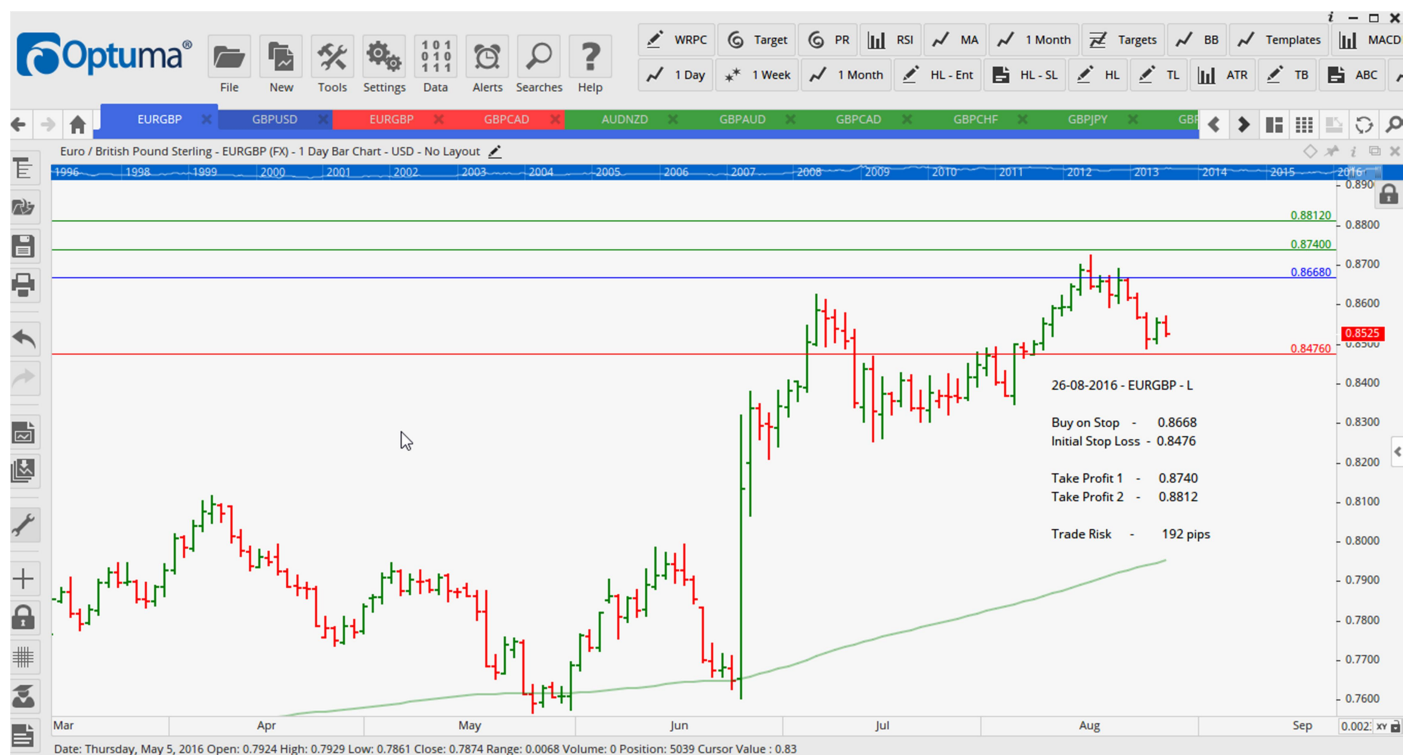 i
Optuma®
File New Tools Settings Data Alerts Searches Help
WRPC Target PR RSI MA 1 Month Targets BB Templates MACD
1 Day 1 Week 1 Month HL - Ent HL - SL HL TL ATR TB ABC
EURGBP GBPUSD EURGBP GBPCAD AUDNZD GBPAUD GBPCAD GBPCHF GBPJPY
Euro / British Pound Sterling - EURGBP (FX) - 1 Day Bar Chart - USD - No Layout
1996 1998 1999 2000 2001 2002 2003 2004 2005 2006 2007 2008 2009 2010 2011 2012 2013 2014 2015 2016
0.88120
0.8800
0.87400
0.8700
0.86680
0.8600
0.8525
0.8500
0.84760
0.8400
26-08-2016 - EURGBP - L
Buy on Stop - 0.8668
0.8300
Initial Stop Loss - 0.8476
0.8200
Take Profit 1 - 0.8740
Take Profit 2 - 0.8812
0.8100
Trade Risk - 192 pips
0.8000
0.7900
0.7800
0.7700
0.7600
Mar Apr May Jun Jul Aug Sep
XY
Date: Thursday, May 5, 2016 Open: 0.7924 High: 0.7929 Low: 0.7861 Close: 0.7874 Range: 0.0068 Volume: 0 Position: 5039 Cursor Value : 0.83